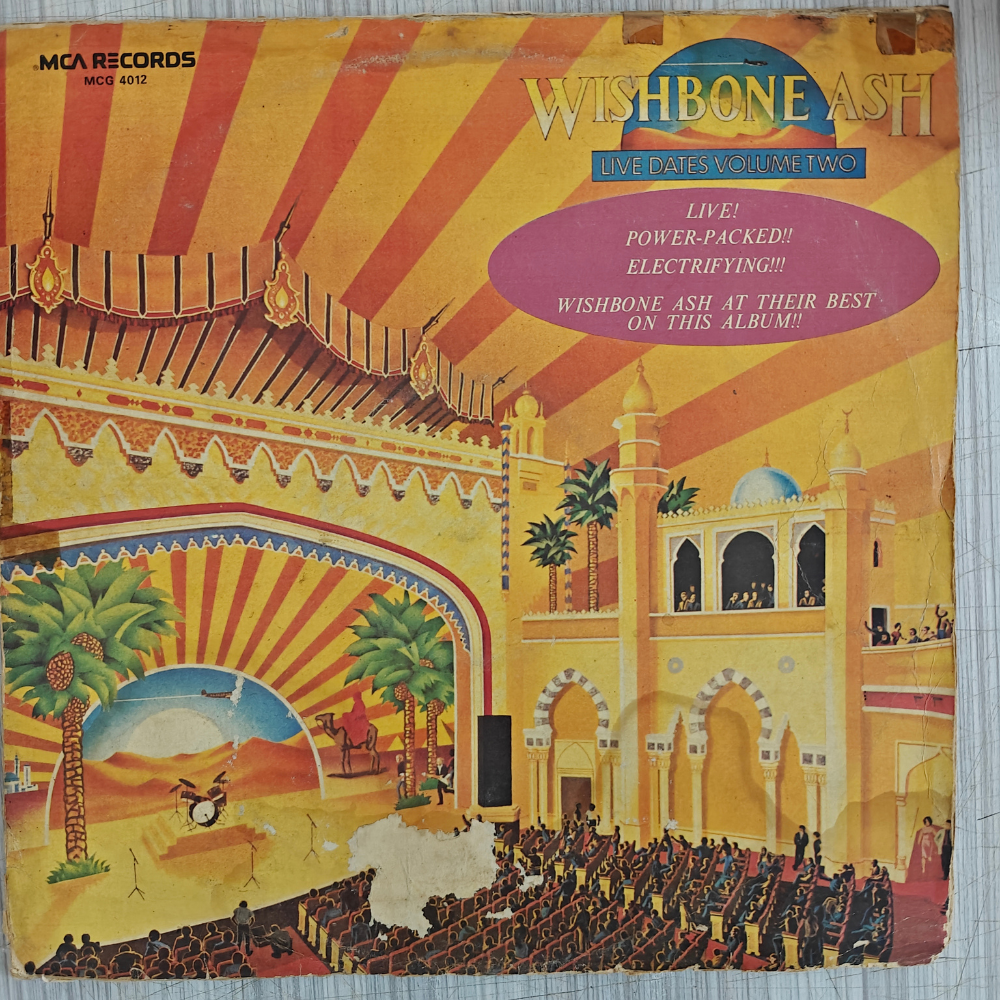 MCA RECORDS
MCG 4012
WISHBONE ASH
LIVE DATES VOLUME TWO
LIVE!
POWER-PACKED!!
ELECTRIFYING!!!
WISHBONE ASH AT THEIR BEST
ON THIS ALBUM!!